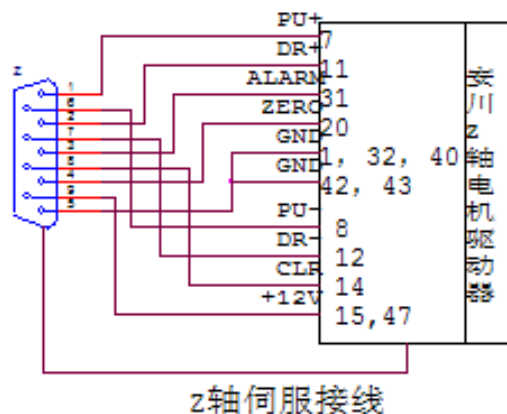 PU+
7
DR+
11
ALARM
31
ZERO
20
GND
1, 32, 40
GND
42, 43
PU-
8
DR-
12
CLR
14
+12V
15,47
z
1
6
2
7
3
8
4
9
5
安川z轴电机驱动器
z轴伺服接线